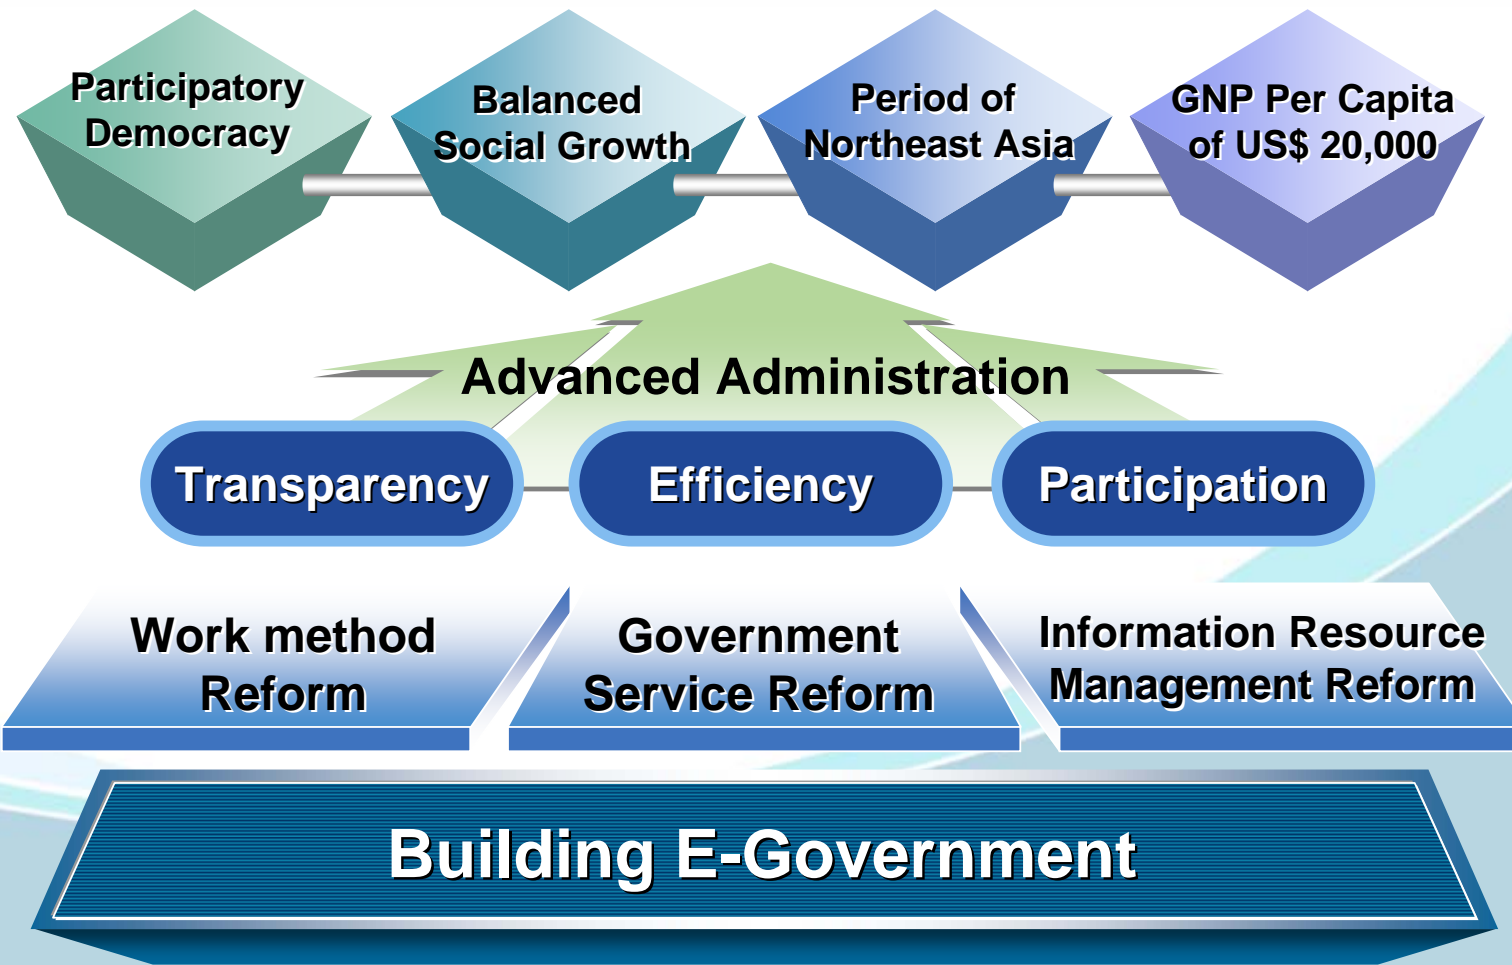 Participatory
Democracy
Balanced
Social Growth
Period of
Northeast Asia
GNP Per Capita
of US$ 20,000
Advanced Administration
Transparency
Efficiency
Participation
Work method
Reform
Government
Service Reform
Information Resource
Management Reform
Building E-Government